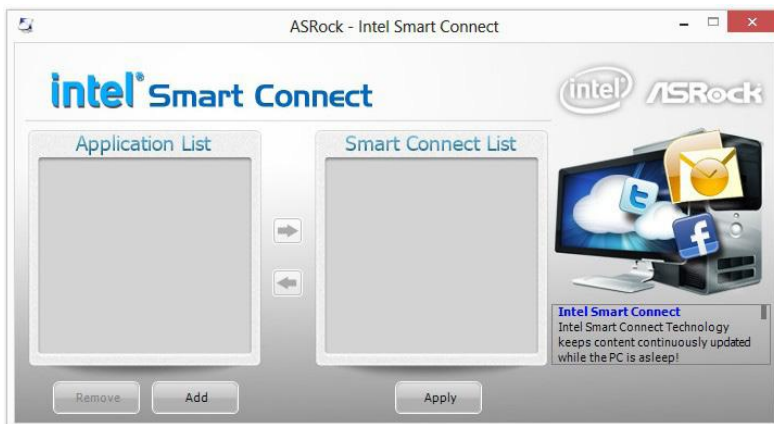 ASRock - Intel Smart Connect
intel® Smart Connect
intel® ASRock
Application List
Smart Connect List
Intel Smart Connect
Intel Smart Connect Technology
keeps content continuously updated
while the PC is asleep!
Remove
Add
Apply